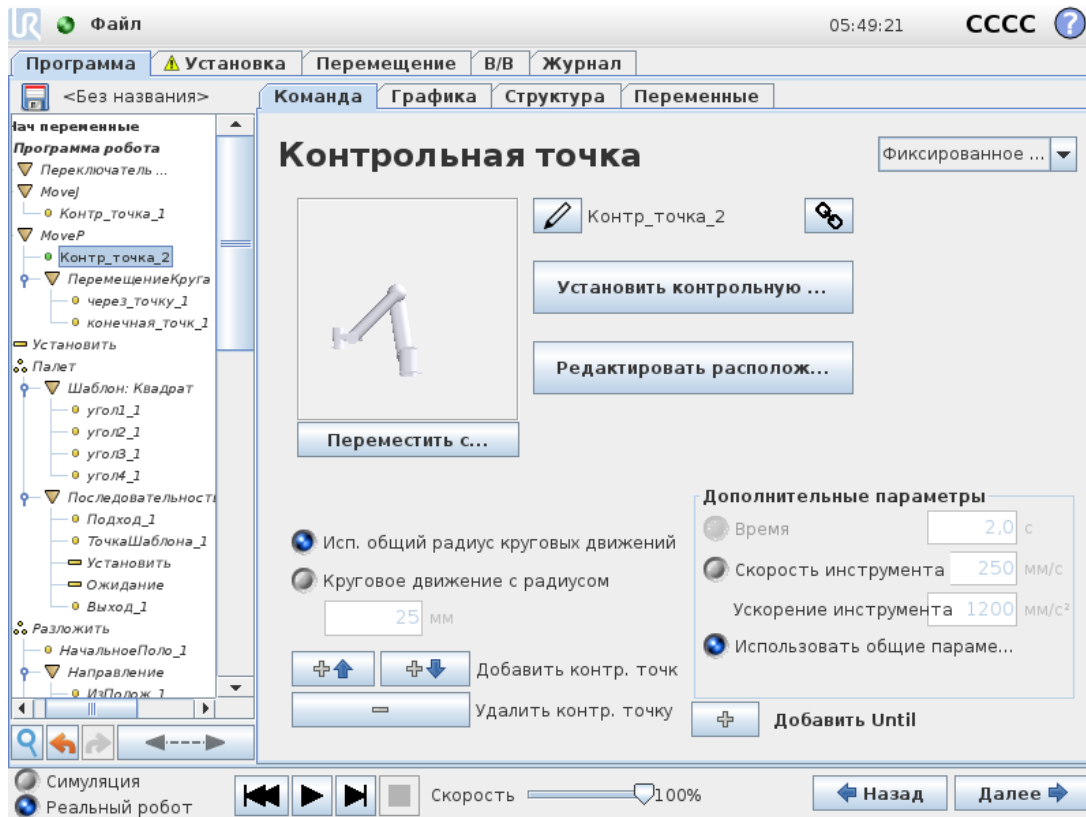 UR Файл 05:49:21 CCCC ?
Программа Установка Перемещение В/В Журнал
<Без названия> Команда Графика Структура Переменные
Нач переменные
Программа робота
Переключатель ...
MoveJ
Контр_точка_1
MoveP
Контр_точка_2
ПеремещениеКруга
через_точку_1
конечная_точк_1
Установить
Палет
Шаблон: Квадрат
угол1_1
угол2_1
угол3_1
угол4_1
Последовательность
Подход_1
ТочкаШаблона_1
Установить
Ожидание
Выход_1
Разложить
НачальноеПоло_1
Направление
ИзПолож_1
Контрольная точка
Фиксированное ...
Контр_точка_2
Установить контрольную ...
Редактировать располож...
Переместить с...
Исп. общий радиус круговых движений
Круговое движение с радиусом
25 мм
Добавить контр. точк
Удалить контр. точку
Дополнительные параметры
Время 2,0 с
Скорость инструмента 250 мм/с
Ускорение инструмента 1200 мм/с²
Использовать общие параме...
Добавить Until
Симуляция
Реальный робот
Скорость 100%
Назад Далее